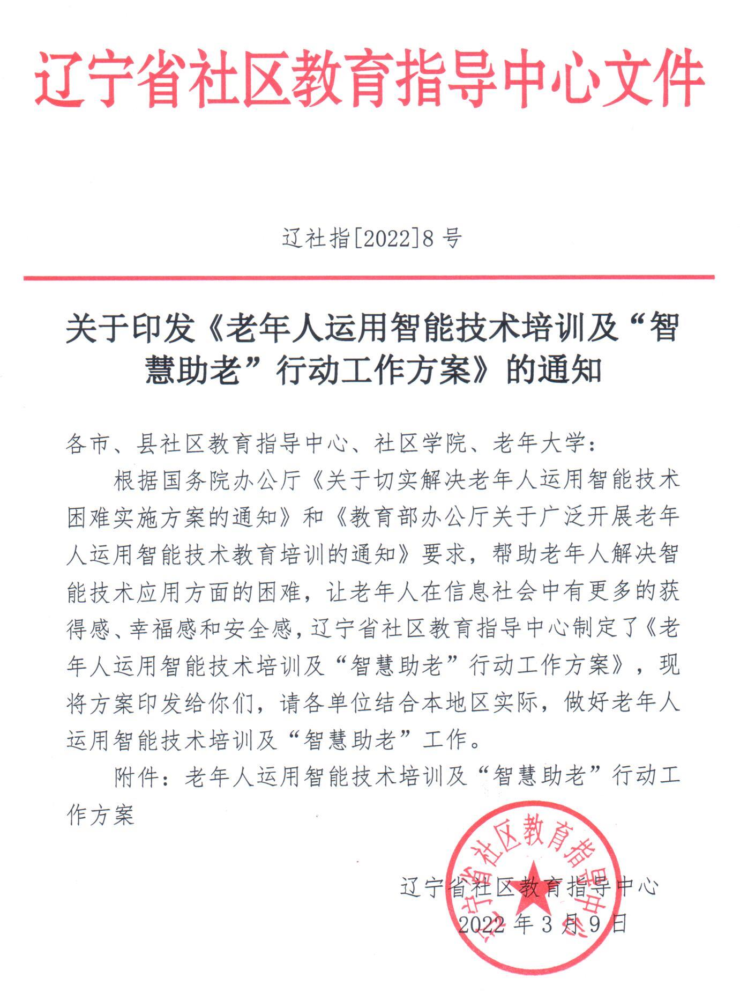 辽宁省社区教育指导中心文件
辽社指[2022]8 号
关于印发《老年人运用智能技术培训及“智
慧助老”行动工作方案》的通知
各市、县社区教育指导中心、社区学院、老年大学：
根据国务院办公厅《关于切实解决老年人运用智能技术
困难实施方案的通知》和《教育部办公厅关于广泛开展老年
人运用智能技术教育培训的通知》要求，帮助老年人解决智
能技术应用方面的困难，让老年人在信息社会中有更多的获
得感、幸福感和安全感，辽宁省社区教育指导中心制定了《老
年人运用智能技术培训及“智慧助老”行动工作方案》，现
将方案印发给你们，请各单位结合本地区实际，做好老年人
运用智能技术培训及“智慧助老”工作。
附件：老年人运用智能技术培训及“智慧助老”行动工
作方案
辽宁省社区教育指导中心
辽宁省社区教育指导中心
2022 年 3 月 9 日